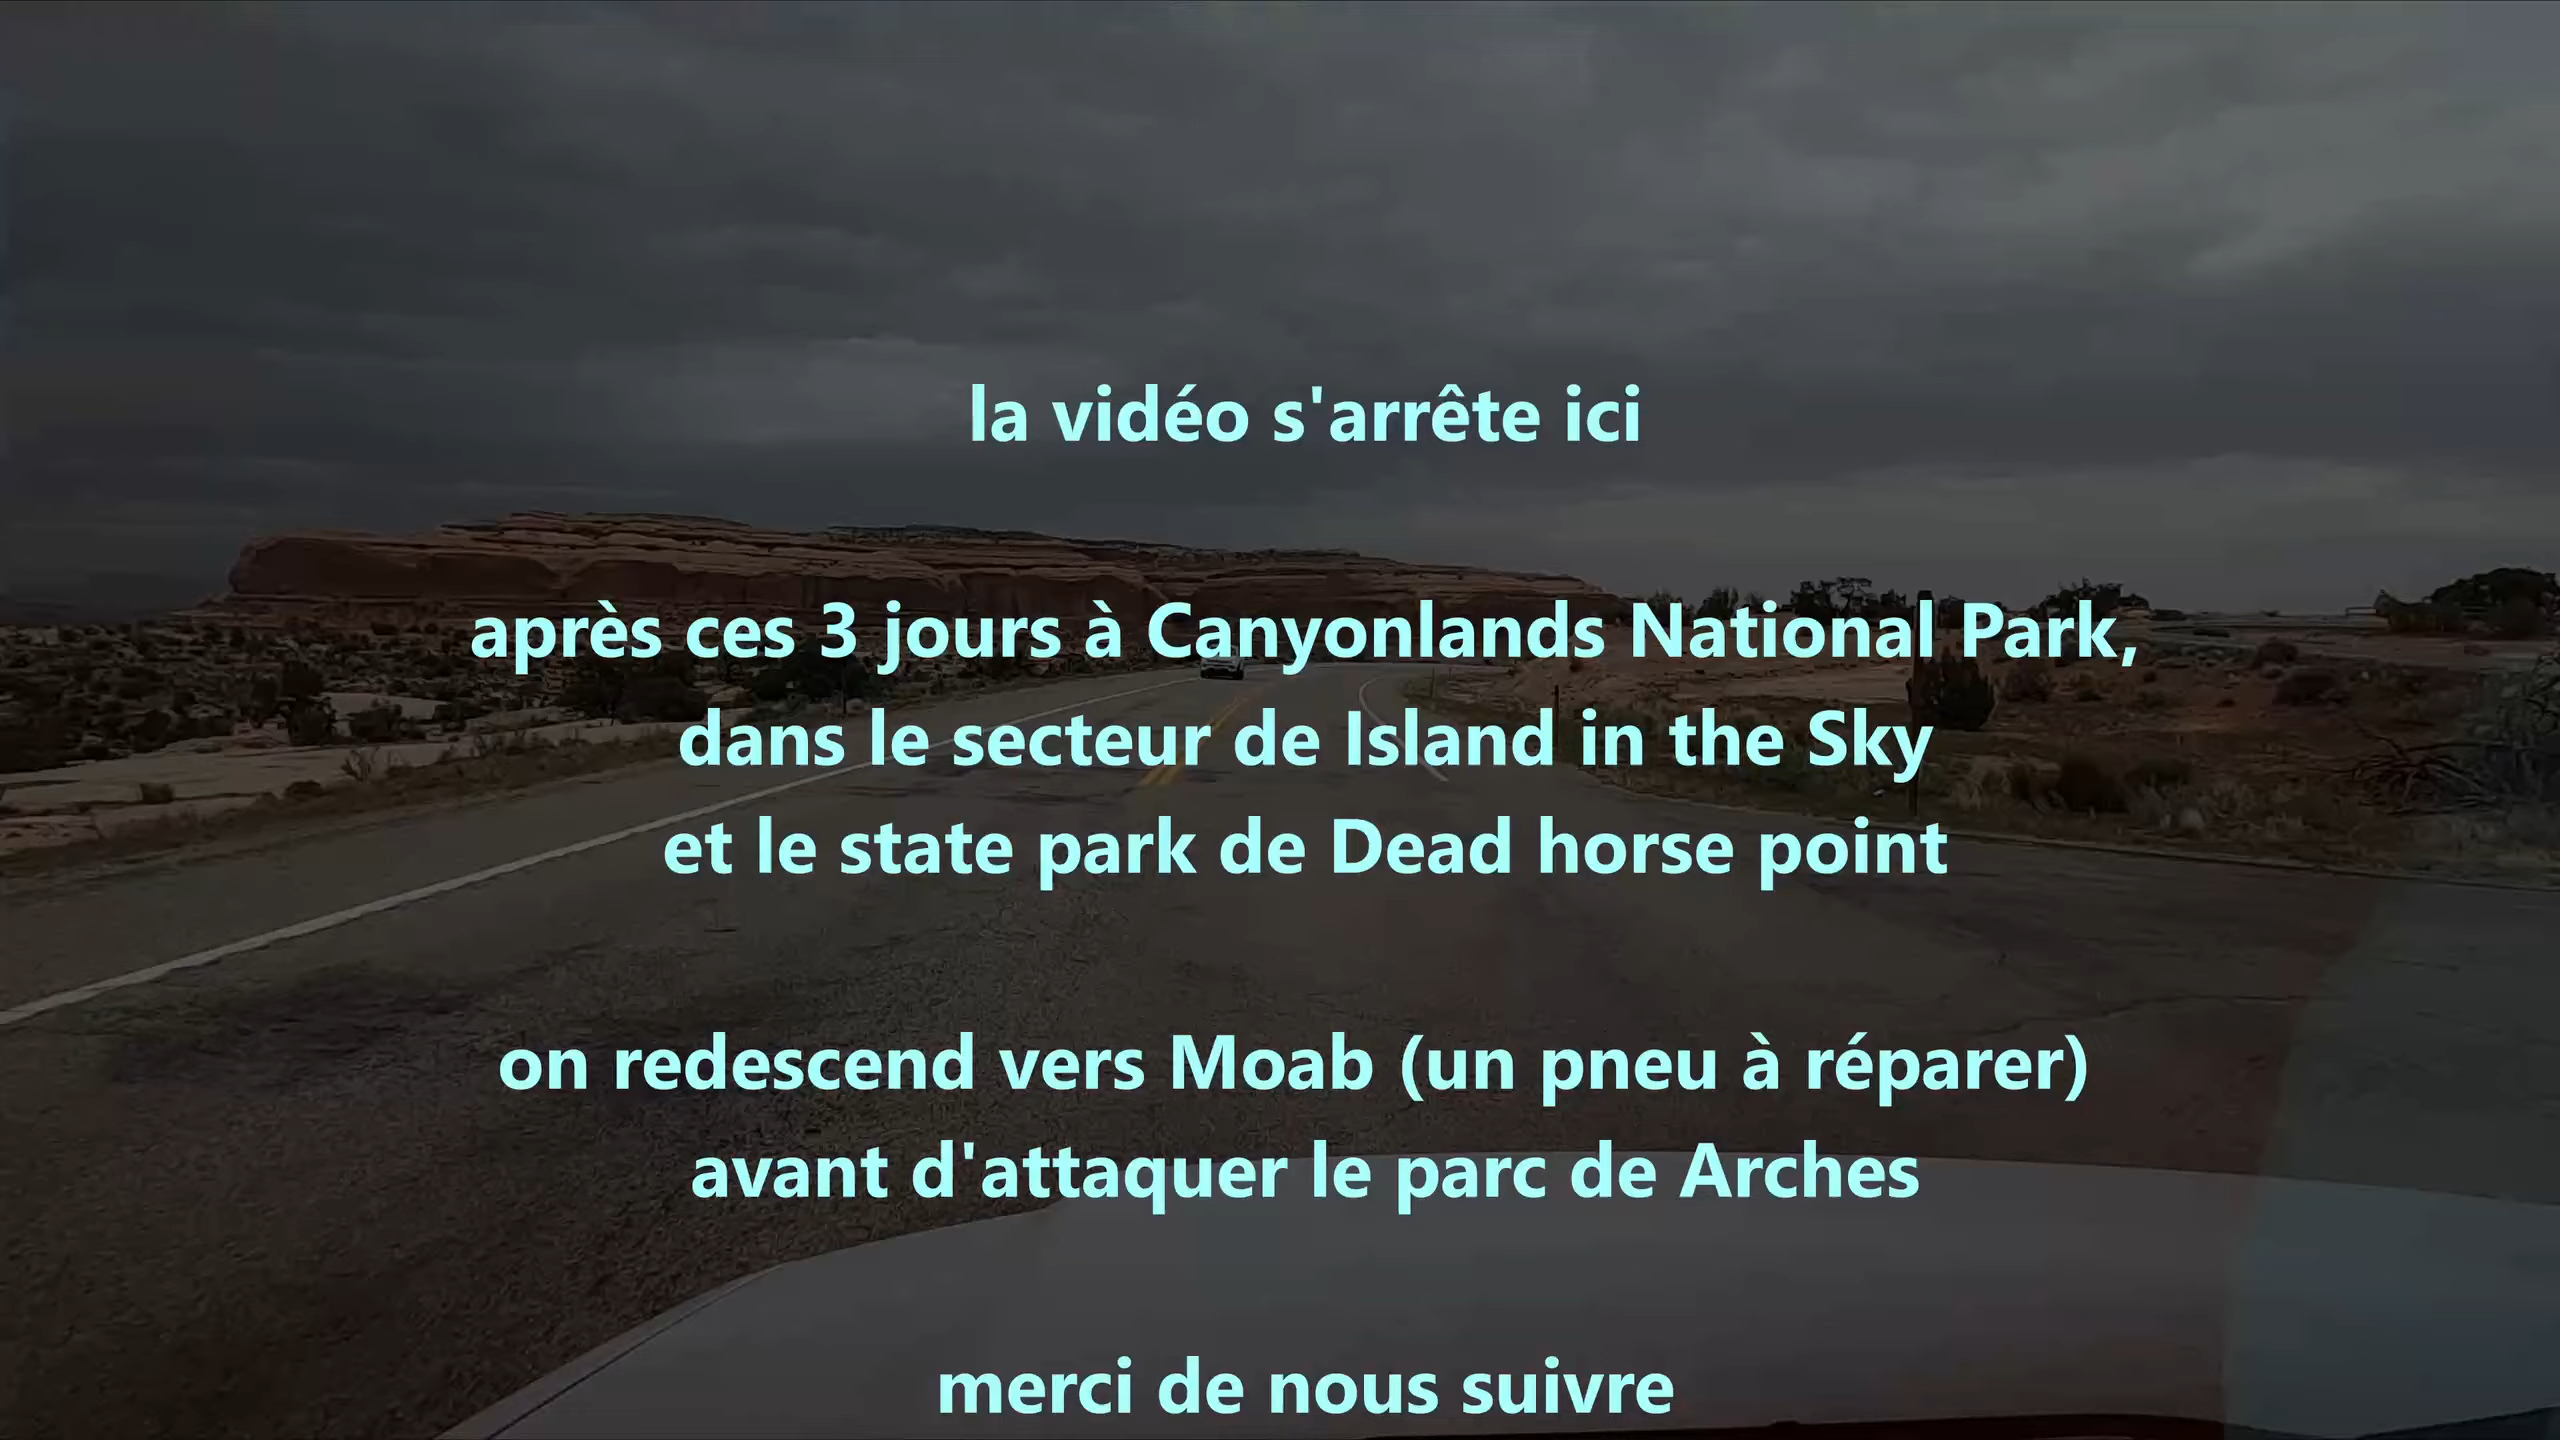 la vidéo s'arrête ici
après ces 3 jours à Canyonlands National Park,
dans le secteur de Island in the Sky
et le state park de Dead horse point
on redescend vers Moab (un pneu à réparer)
avant d'attaquer le parc de Arches
merci de nous suivre